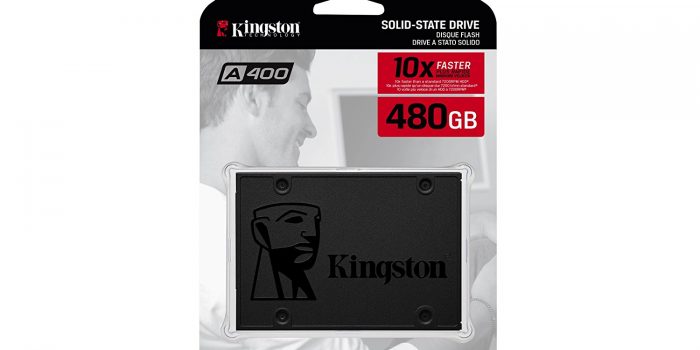 Kingston
TECHNOLOGY
SOLID-STATE DRIVE
DISQUE FLASH
DRIVE A STATO SOLIDO
A400
10x FASTER
480GB
Kingston